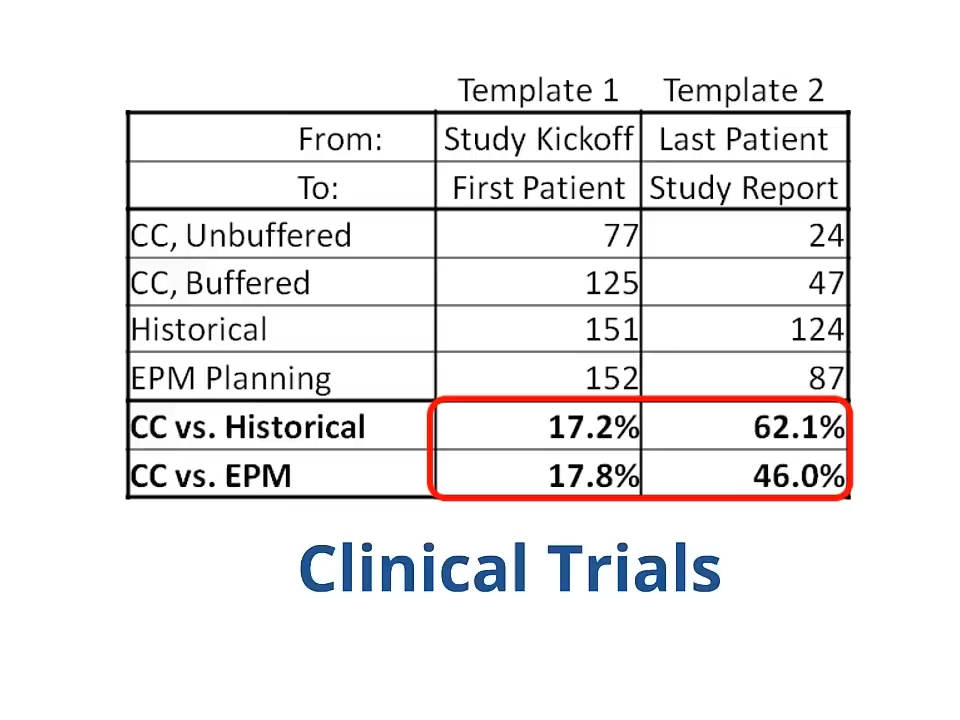 Template 1 Template 2
From: Study Kickoff Last Patient
To: First Patient Study Report
CC, Unbuffered 77 24
CC, Buffered 125 47
Historical 151 124
EPM Planning 152 87
CC vs. Historical 17.2% 62.1%
CC vs. EPM 17.8% 46.0%
Clinical Trials